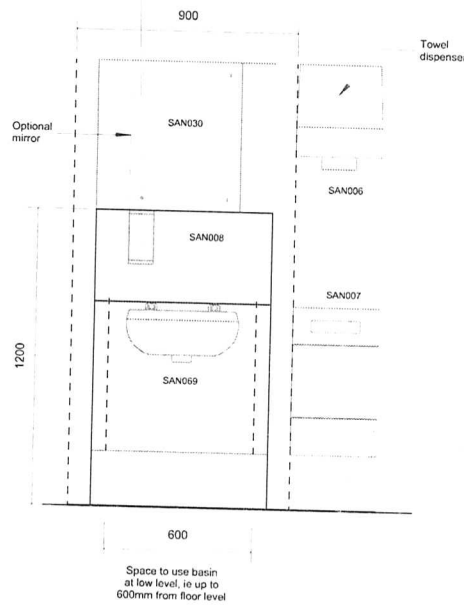 900
Towel
dispenser
Optional
mirror
SAN030
SAN006
SAN008
SAN007
1200
SAN069
600
Space to use basin
at low level, ie up to
600mm from floor level